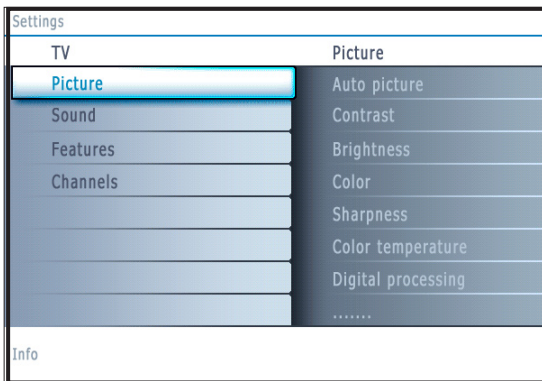 Settings
TV
Picture
Sound
Features
Channels
Picture
Auto picture
Contrast
Brightness
Color
Sharpness
Color temperature
Digital processing
.......
Info